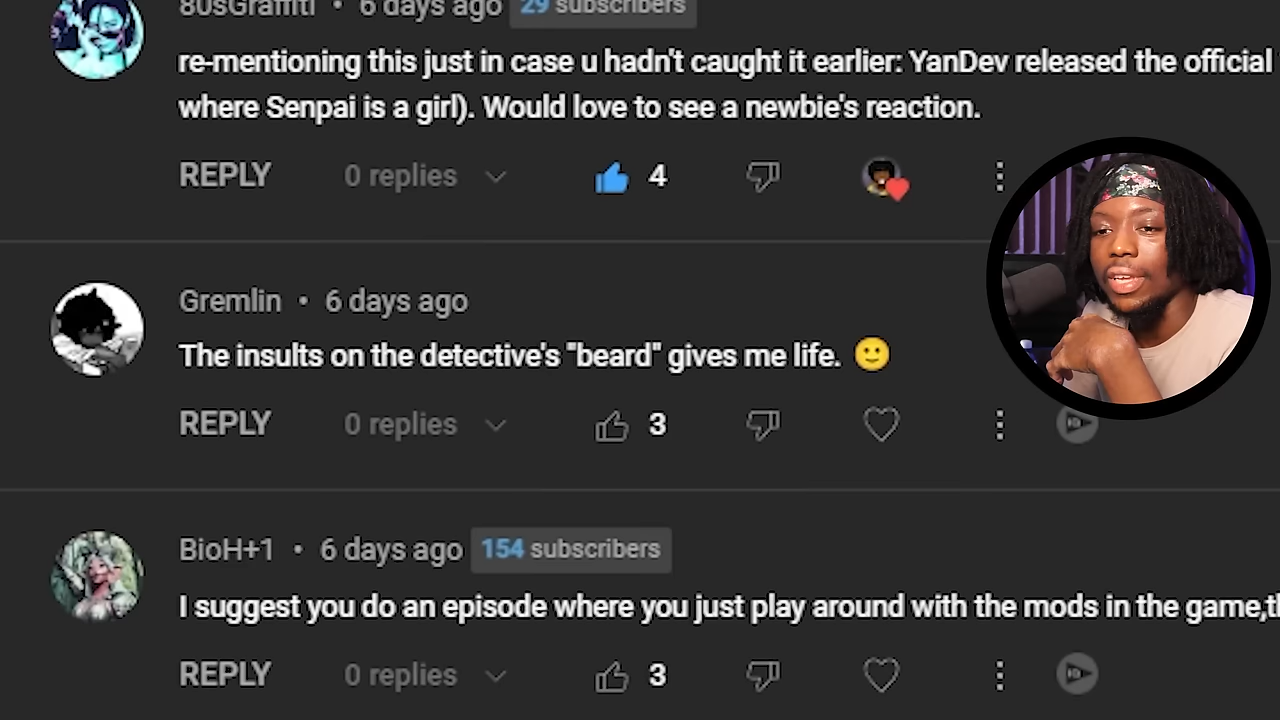 80sGraffiti • 6 days ago 29 subscribers
re-mentioning this just in case u hadn't caught it earlier: YanDev released the official
where Senpai is a girl). Would love to see a newbie's reaction.
REPLY 0 replies 4
Gremlin • 6 days ago
The insults on the detective's "beard" gives me life. 🙂
REPLY 0 replies 3
BioH+1 • 6 days ago 154 subscribers
I suggest you do an episode where you just play around with the mods in the game,
REPLY 0 replies 3